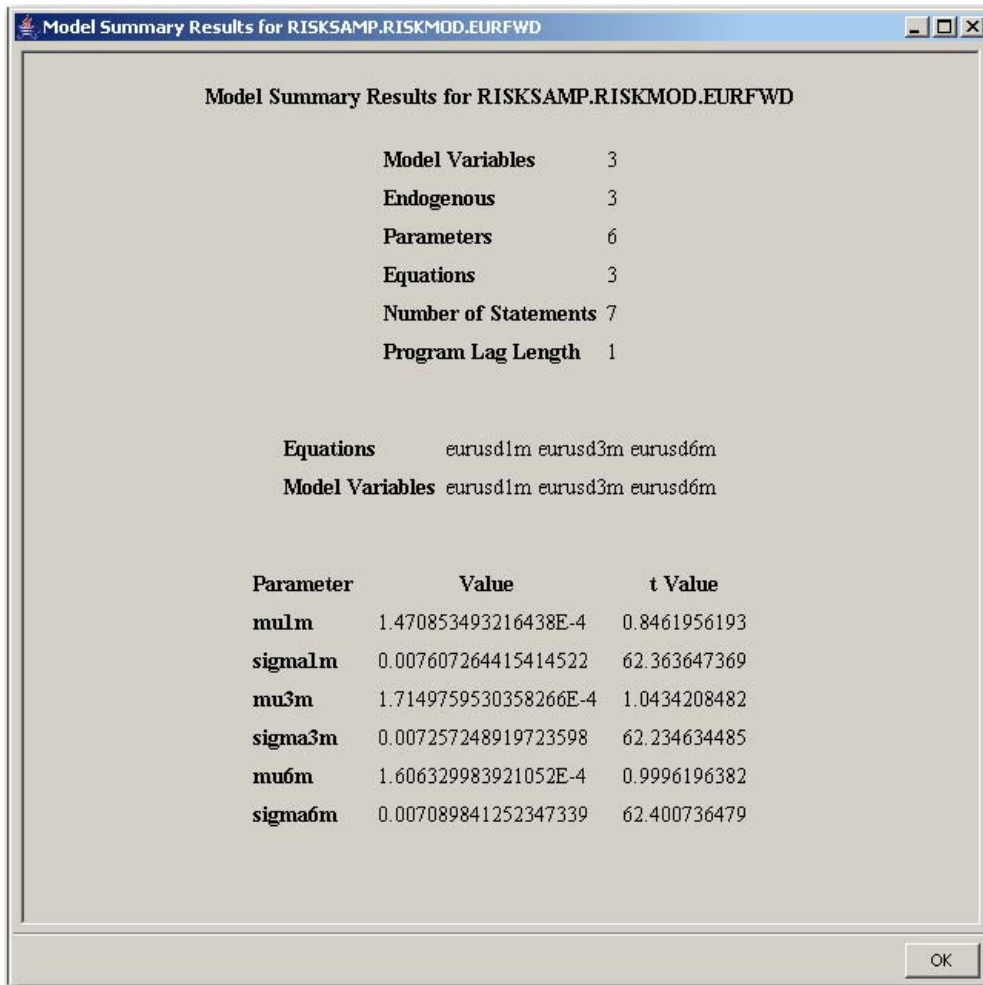 Model Summary Results for RISKSAMP.RISKMOD.EURFWD
Model Summary Results for RISKSAMP.RISKMOD.EURFWD
Model Variables 3
Endogenous 3
Parameters 6
Equations 3
Number of Statements 7
Program Lag Length 1
Equations eurusd1m eurusd3m eurusd6m
Model Variables eurusd1m eurusd3m eurusd6m
Parameter Value t Value
mu1m 1.470853493216438E-4 0.8461956193
sigma1m 0.007607264415414522 62.363647369
mu3m 1.7149759530358266E-4 1.0434208482
sigma3m 0.007257248919723598 62.234634485
mu6m 1.606329983921052E-4 0.9996196382
sigma6m 0.0070898412523473​39 62.400736479
OK